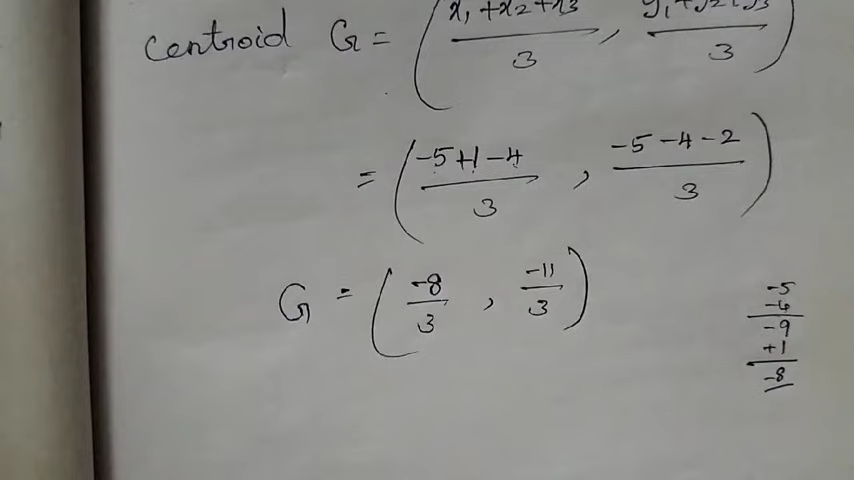 centroid G = ( x₁+x₂+x₃ / 3 , y₁+y₂+y₃ / 3 )
= ( -5+1-4 / 3 , -5-4-2 / 3 )
G = ( -8 / 3 , -11 / 3 )
-5
-4
-9
+1
-8